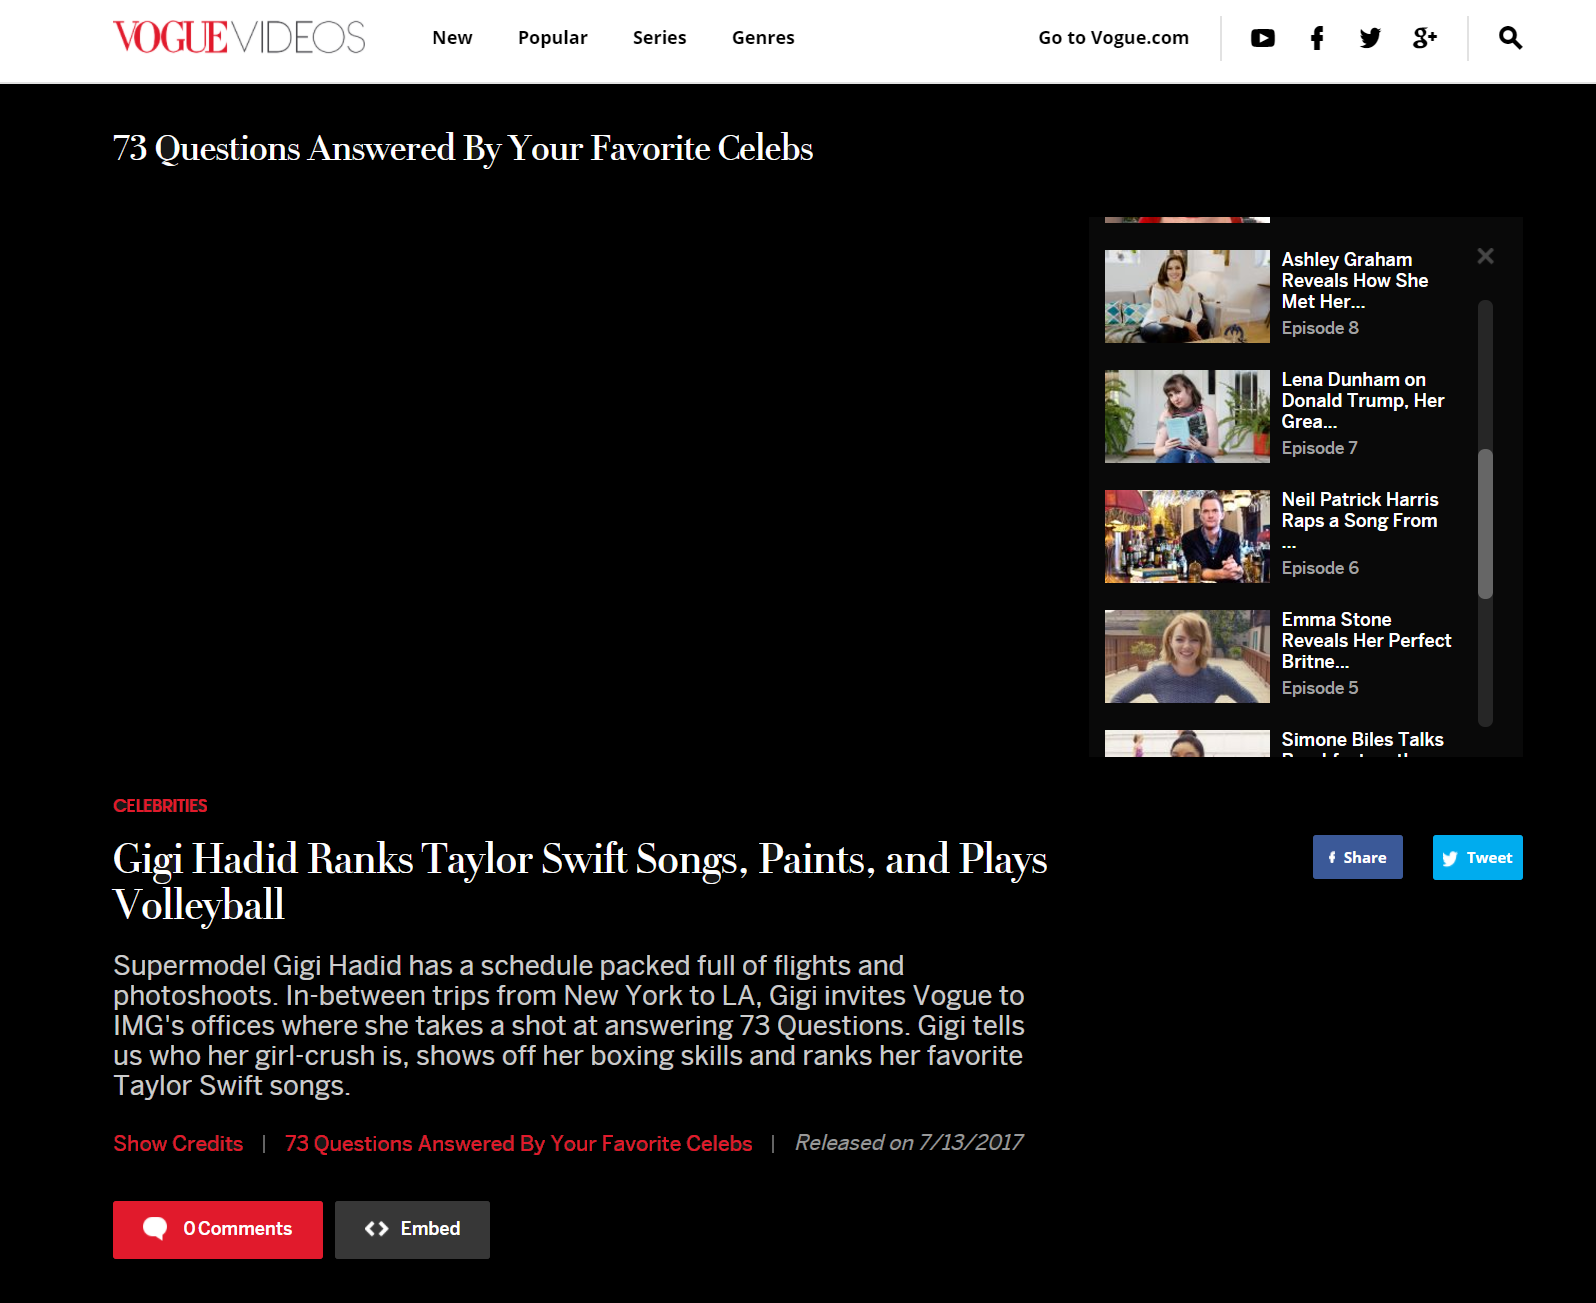 VOGUE VIDEOS
New Popular Series Genres
Go to Vogue.com
73 Questions Answered By Your Favorite Celebs
Ashley Graham
Reveals How She
Met Her...
Episode 8
Lena Dunham on
Donald Trump, Her
Grea...
Episode 7
Neil Patrick Harris
Raps a Song From
...
Episode 6
Emma Stone
Reveals Her Perfect
Britne...
Episode 5
Simone Biles Talks
CELEBRITIES
Gigi Hadid Ranks Taylor Swift Songs, Paints, and Plays
Volleyball
Share
Tweet
Supermodel Gigi Hadid has a schedule packed full of flights and
photoshoots. In-between trips from New York to LA, Gigi invites Vogue to
IMG's offices where she takes a shot at answering 73 Questions. Gigi tells
us who her girl-crush is, shows off her boxing skills and ranks her favorite
Taylor Swift songs.
Show Credits | 73 Questions Answered By Your Favorite Celebs | Released on 7/13/2017
0 Comments
Embed